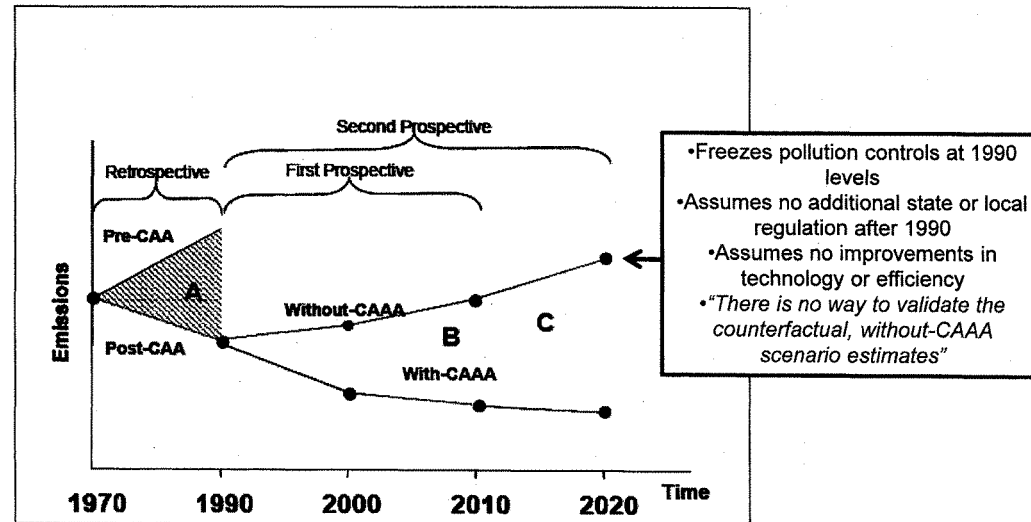 Second Prospective
Retrospective
First Prospective
Pre-CAA
A
Without-CAAA
B
C
Post-CAA
With-CAAA
Emissions
1970
1990
2000
2010
2020
Time
•Freezes pollution controls at 1990
levels
•Assumes no additional state or local
regulation after 1990
•Assumes no improvements in
technology or efficiency
•"There is no way to validate the
counterfactual, without-CAAA
scenario estimates"